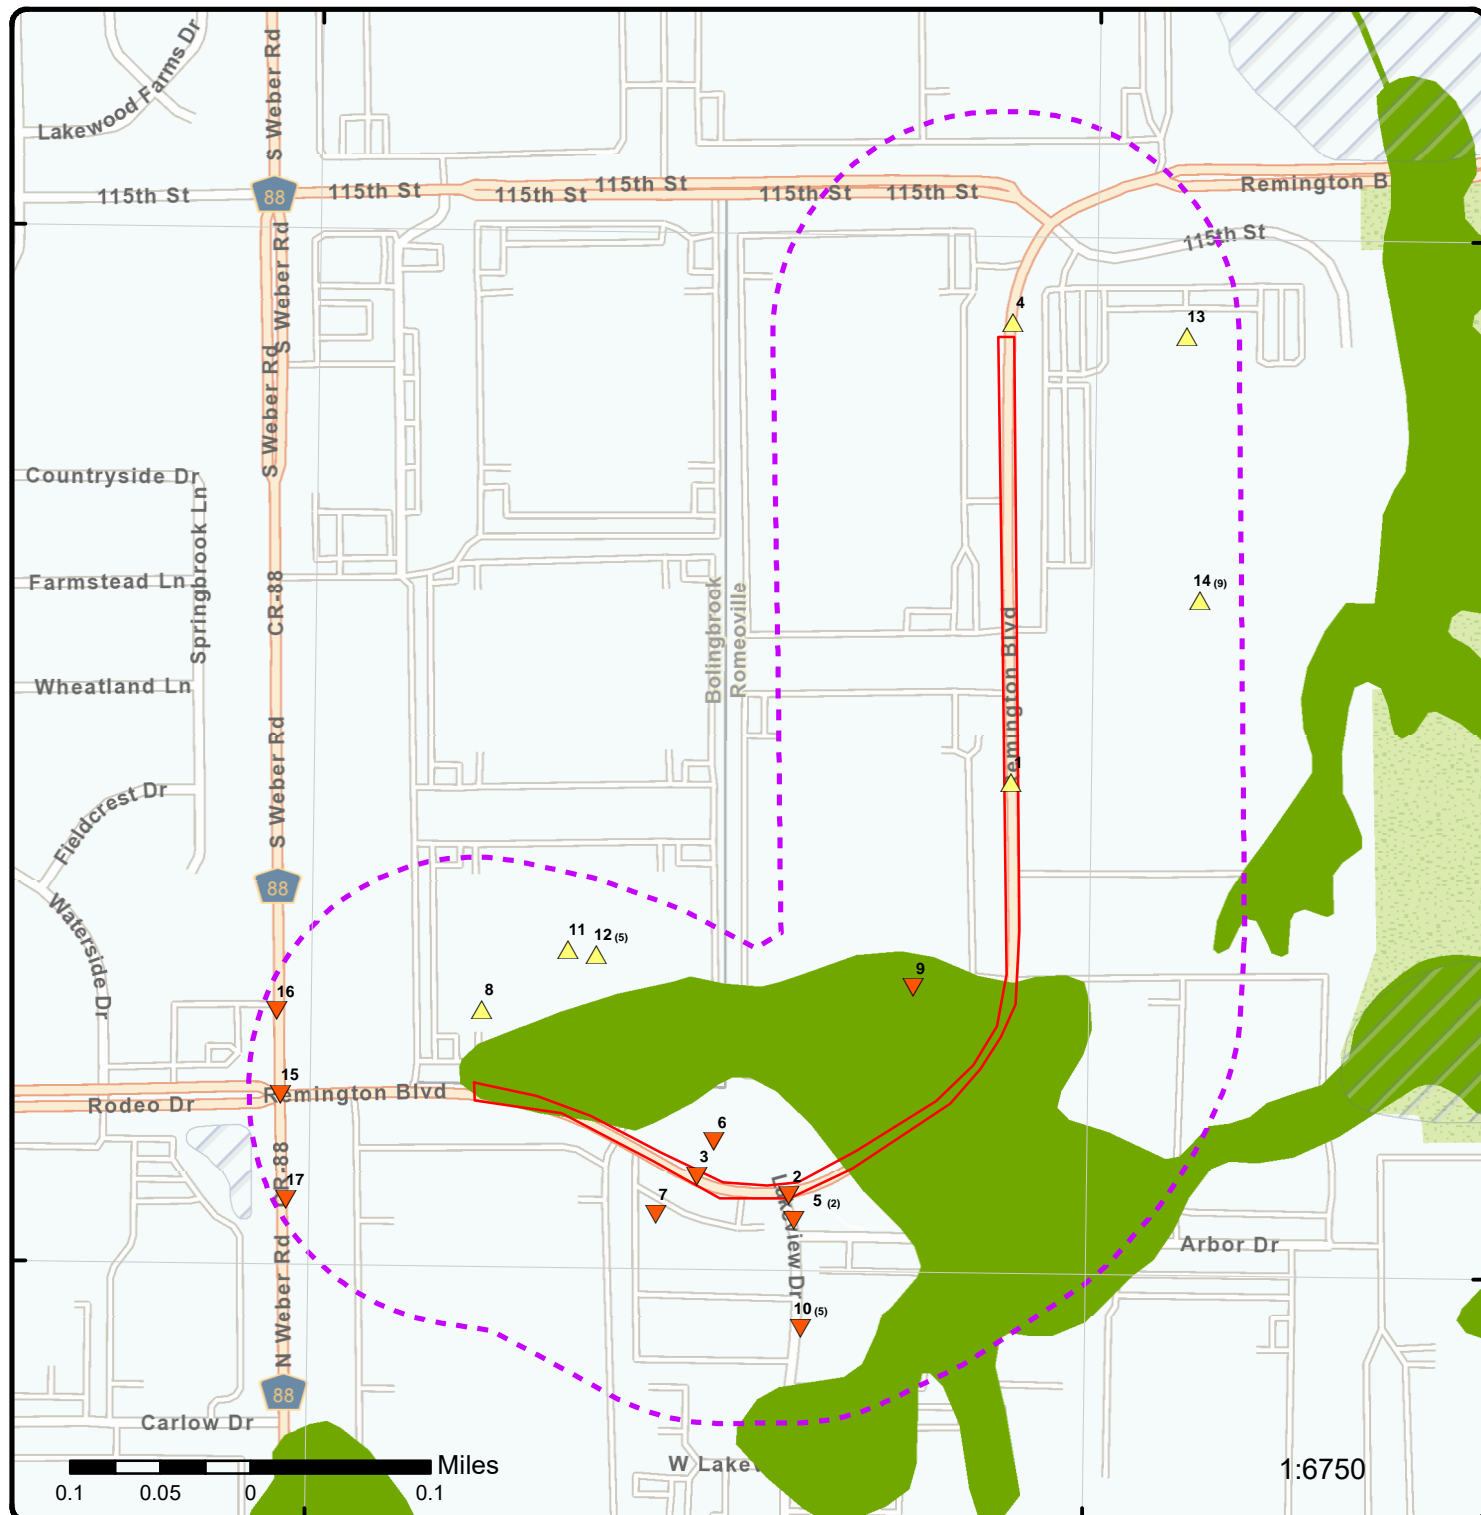 Lakewood Farms Dr
S Weber Rd
88
115th St
115th St
115th St
115th St
115th St
115th St
Remington B
115th St
S Weber Rd
S Weber Rd
4
13
Countryside Dr
Springbrook Ln
Farmstead Ln
CR-88
14 (9)
Bolingbrook
Romeoville
Remington Blvd
Wheatland Ln
S Weber Rd
emington Blvd
1
Fieldcrest Dr
88
Waterside Dr
11
12 (5)
8
9
16
15
Remington Blvd
Rodeo Dr
6
3
2
7
5 (2)
17
R-88
Lakeview Dr
Arbor Dr
N Weber Rd
10 (5)
88
Carlow Dr
W Lakev
Miles
0.1 0.05 0 0.1
1:6750